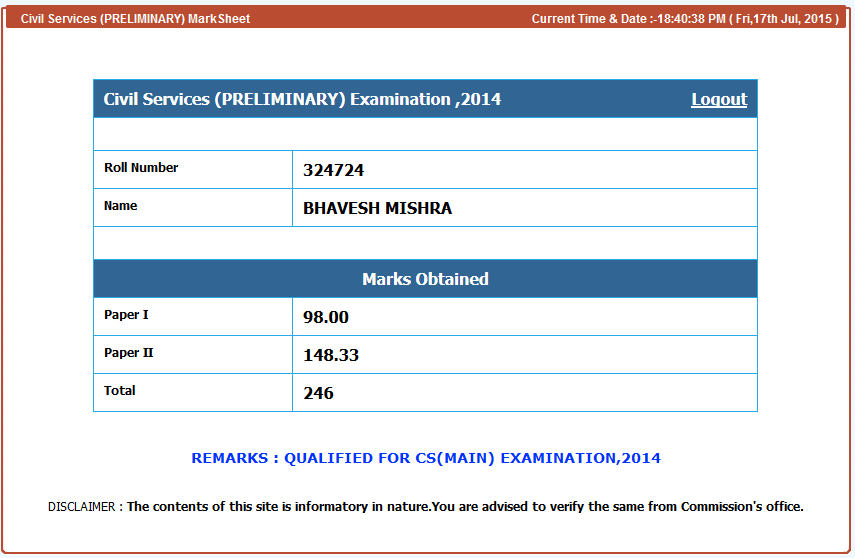 Civil Services (PRELIMINARY) MarkSheet Current Time & Date :-18:40:38 PM ( Fri,17th Jul, 2015 )
Civil Services (PRELIMINARY) Examination ,2014 Logout
Roll Number 324724
Name BHAVESH MISHRA
Marks Obtained
Paper I 98.00
Paper II 148.33
Total 246
REMARKS : QUALIFIED FOR CS(MAIN) EXAMINATION,2014
DISCLAIMER : The contents of this site is informatory in nature.You are advised to verify the same from Commission's office.